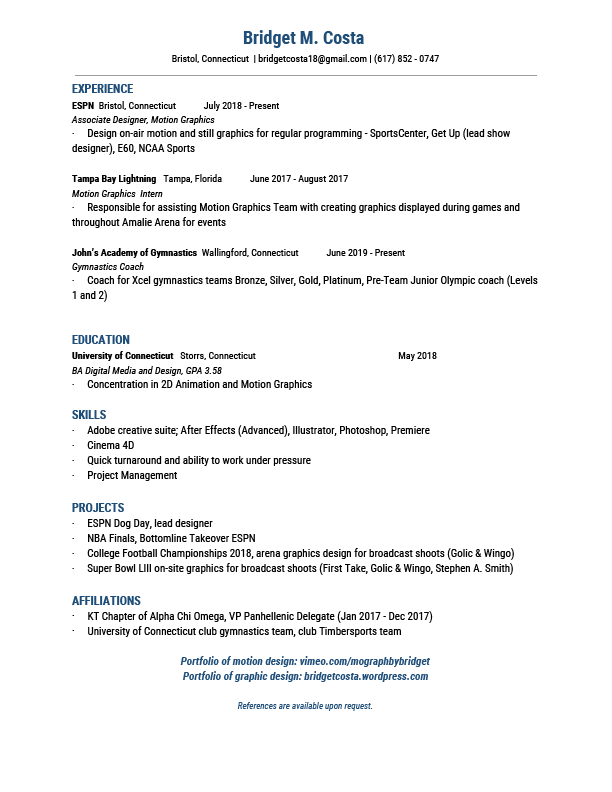 Bridget M. Costa
Bristol, Connecticut | bridgetcosta18@gmail.com | (617) 852 - 0747
EXPERIENCE
ESPN Bristol, Connecticut July 2018 - Present
Associate Designer, Motion Graphics
· Design on-air motion and still graphics for regular programming - SportsCenter, Get Up (lead show
designer), E60, NCAA Sports
Tampa Bay Lightning Tampa, Florida June 2017 - August 2017
Motion Graphics Intern
· Responsible for assisting Motion Graphics Team with creating graphics displayed during games and
throughout Amalie Arena for events
John's Academy of Gymnastics Wallingford, Connecticut June 2019 - Present
Gymnastics Coach
· Coach for Xcel gymnastics teams Bronze, Silver, Gold, Platinum, Pre-Team Junior Olympic coach (Levels
1 and 2)
EDUCATION
University of Connecticut Storrs, Connecticut May 2018
BA Digital Media and Design, GPA 3.58
· Concentration in 2D Animation and Motion Graphics
SKILLS
· Adobe creative suite; After Effects (Advanced), Illustrator, Photoshop, Premiere
· Cinema 4D
· Quick turnaround and ability to work under pressure
· Project Management
PROJECTS
· ESPN Dog Day, lead designer
· NBA Finals, Bottomline Takeover ESPN
· College Football Championships 2018, arena graphics design for broadcast shoots (Golic & Wingo)
· Super Bowl LIII on-site graphics for broadcast shoots (First Take, Golic & Wingo, Stephen A. Smith)
AFFILIATIONS
· KT Chapter of Alpha Chi Omega, VP Panhellenic Delegate (Jan 2017 - Dec 2017)
· University of Connecticut club gymnastics team, club Timbersports team
Portfolio of motion design: vimeo.com/mographbybridget
Portfolio of graphic design: bridgetcosta.wordpress.com
References are available upon request.